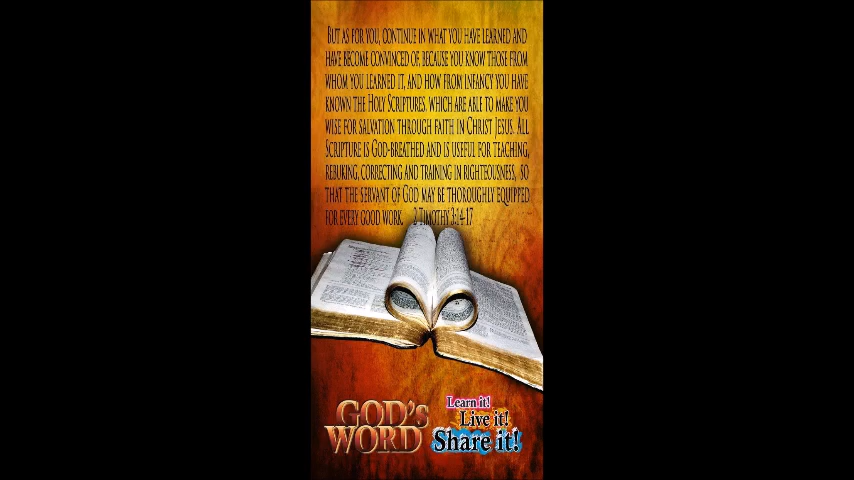 BUT AS FOR YOU, CONTINUE IN WHAT YOU HAVE LEARNED AND
HAVE BECOME CONVINCED OF, BECAUSE YOU KNOW THOSE FROM
WHOM YOU LEARNED IT, AND HOW FROM INFANCY YOU HAVE
KNOWN THE HOLY SCRIPTURES, WHICH ARE ABLE TO MAKE YOU
WISE FOR SALVATION THROUGH FAITH IN CHRIST JESUS. ALL
SCRIPTURE IS GOD-BREATHED AND IS USEFUL FOR TEACHING,
REBUKING, CORRECTING AND TRAINING IN RIGHTEOUSNESS, SO
THAT THE SERVANT OF GOD MAY BE THOROUGHLY EQUIPPED
FOR EVERY GOOD WORK. 2 TIMOTHY 3:14-17
GOD's
WORD
Learn it!
Live it!
Share it!